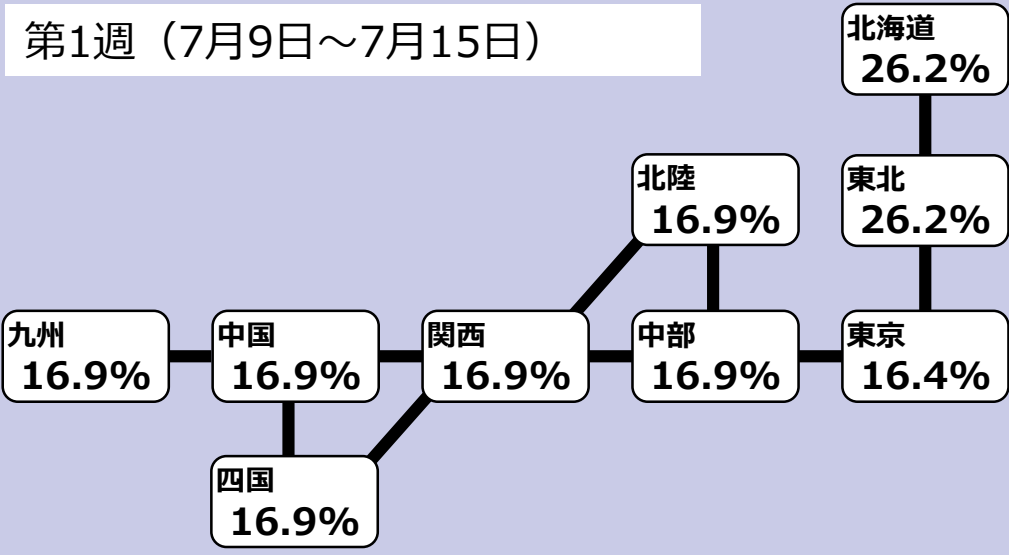 第1週（7月9日～7月15日）
北海道
26.2%
北陸
16.9%
東北
26.2%
九州
16.9%
中国
16.9%
関西
16.9%
中部
16.9%
東京
16.4%
四国
16.9%